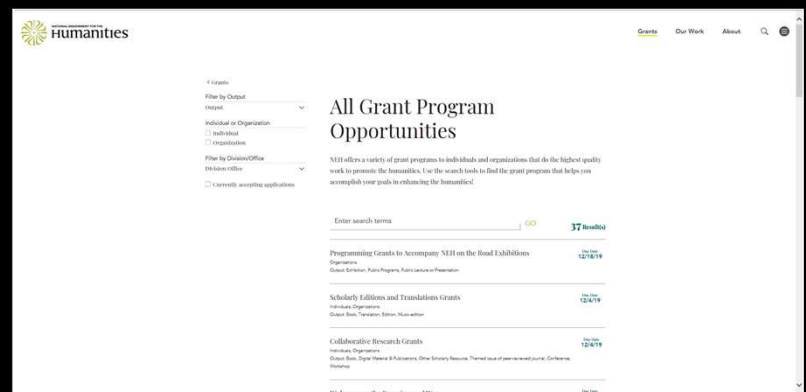 NATIONAL ENDOWMENT FOR THE
Humanities
Grants
Our Work
About
Grants
Filter by Output
Output
Individual or Organization
Individual
Organization
Filter by Division/Office
Division/Office
Currently accepting applications
All Grant Program
Opportunities
NEH offers a variety of grant programs to individuals and organizations that do the highest quality
work to promote the humanities. Use the search tools to find the grant program that helps you
accomplish your goals in enhancing the humanities!
Enter search terms
GO
37 Result(s)
Programming Grants to Accompany NEH on the Road Exhibitions
Organizations
Output: Exhibition, Public Programs, Public Lecture or Presentation
Due Date
12/18/19
Scholarly Editions and Translations Grants
Individuals, Organizations
Output: Book, Translation, Edition, Music edition
Due Date
12/4/19
Collaborative Research Grants
Individuals, Organizations
Output: Book, Digital Material & Publications, Other Scholarly Resource, Themed issue of peer-reviewed journal, Conference,
Workshop
Due Date
12/4/19
Due Date